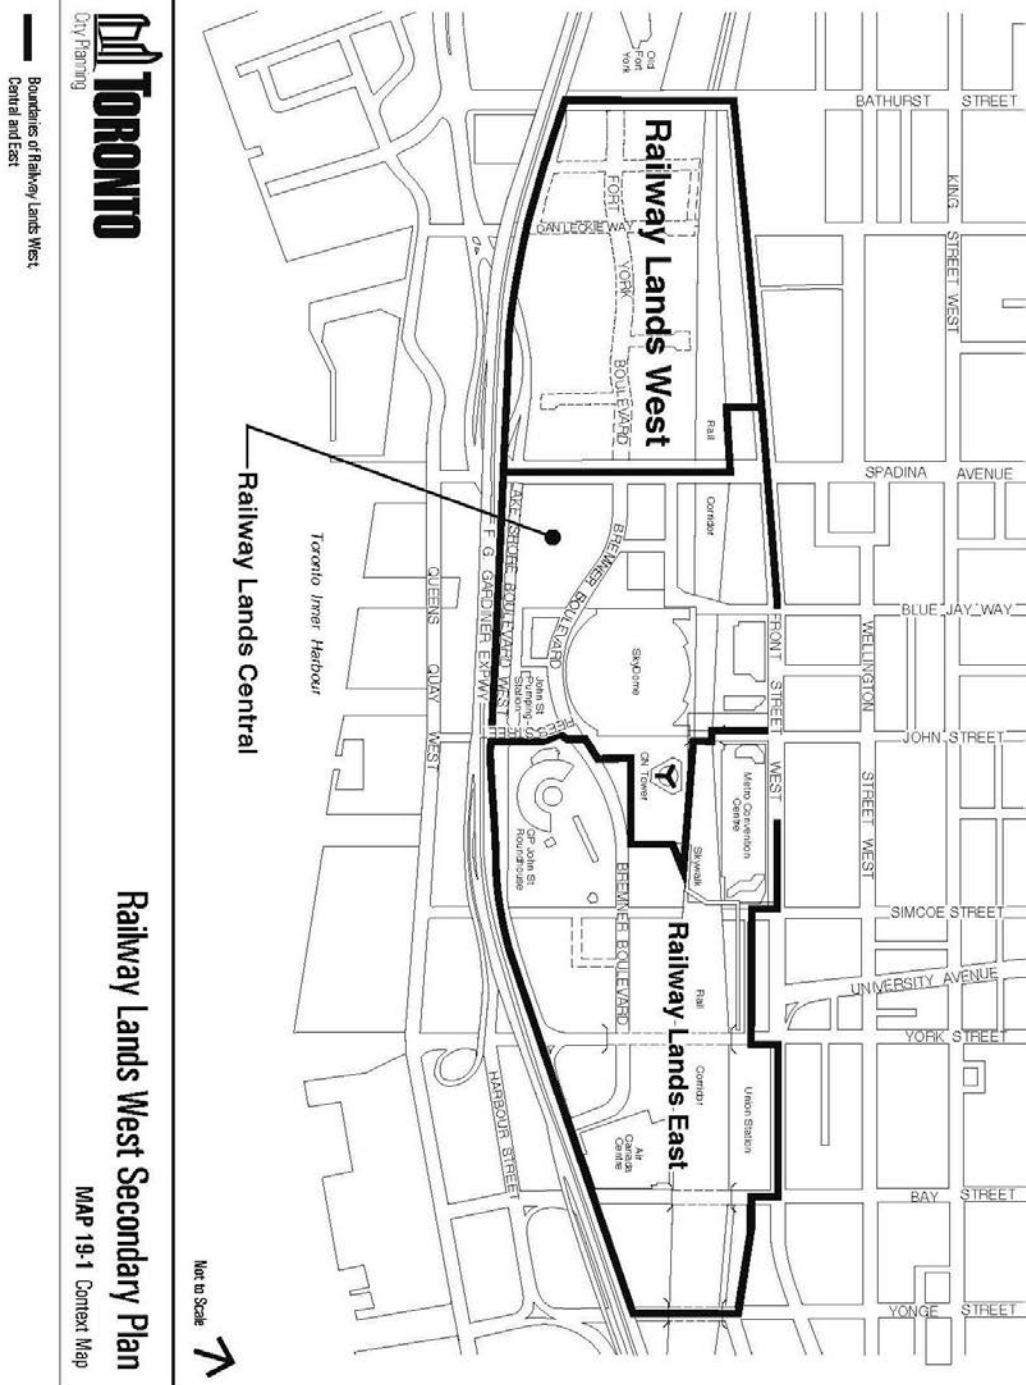 BATHURST STREET
Old
Fort
York
Railway Lands West
FORT YORK BOULEVARD
DAN LECKIE WAY
KING STREET WEST
Rail
Corridor
SPADINA AVENUE
BREMNER BOULEVARD
LAKE SHORE BOULEVARD WEST
F G GARDINER EXPWY
QUEENS QUAY WEST
Toronto Inner Harbour
Railway Lands Central
BLUE JAY WAY
FRONT STREET WEST
WELLINGTON STREET WEST
SkyDome
John St
Pumping
Station
REES ST
JOHN STREET
CN Tower
Metro Convention
Centre
Skywalk
CP John St
Roundhouse
BREMNER BOULEVARD
SIMCOE STREET
UNIVERSITY AVENUE
YORK STREET
Railway Lands East
Rail
Corridor
Union Station
Air
Canada
Centre
HARBOUR STREET
BAY STREET
YONGE STREET
TORONTO
City Planning
Railway Lands West Secondary Plan
MAP 19-1 Context Map
Boundaries of Railway Lands West,
Central and East
Not to Scale